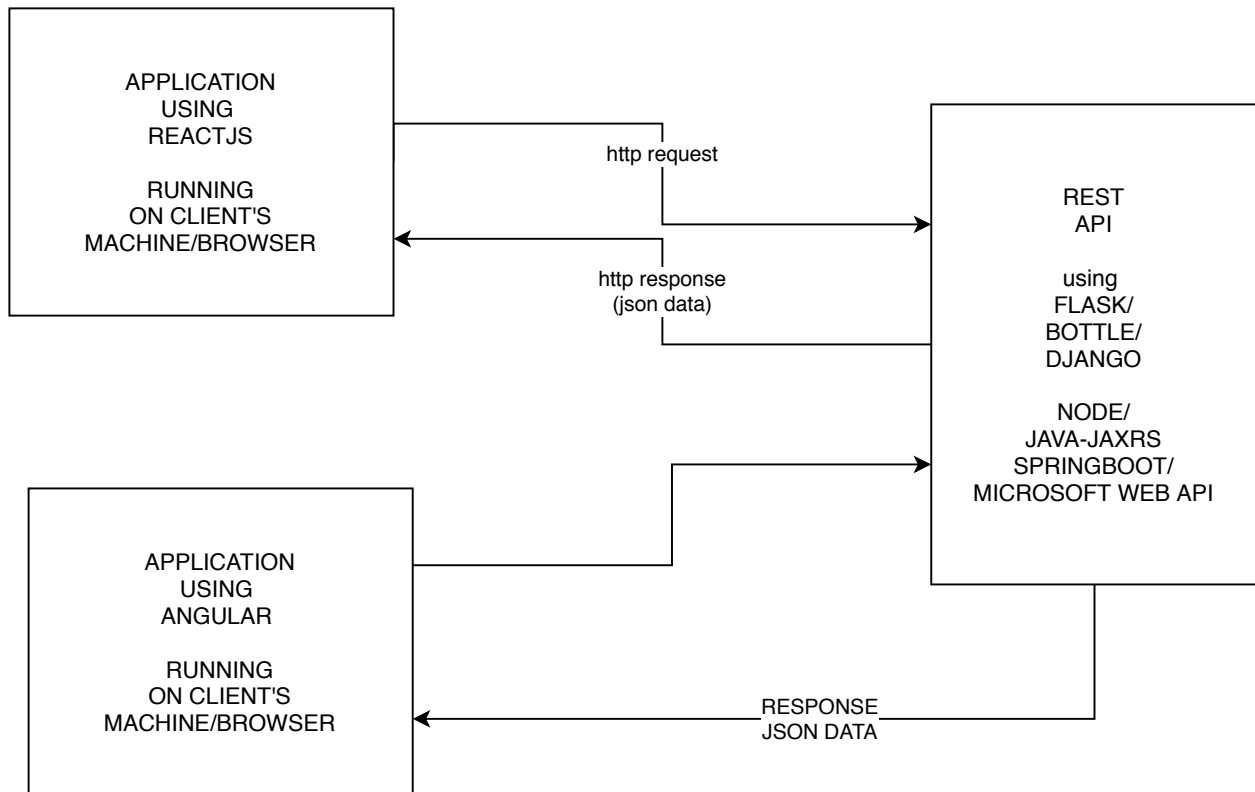 APPLICATION
USING
REACTJS
RUNNING
ON CLIENT'S
MACHINE/BROWSER
http request
http response
(json data)
REST
API
using
FLASK/
BOTTLE/
DJANGO
NODE/
JAVA-JAXRS
SPRINGBOOT/
MICROSOFT WEB API
APPLICATION
USING
ANGULAR
RUNNING
ON CLIENT'S
MACHINE/BROWSER
RESPONSE
JSON DATA